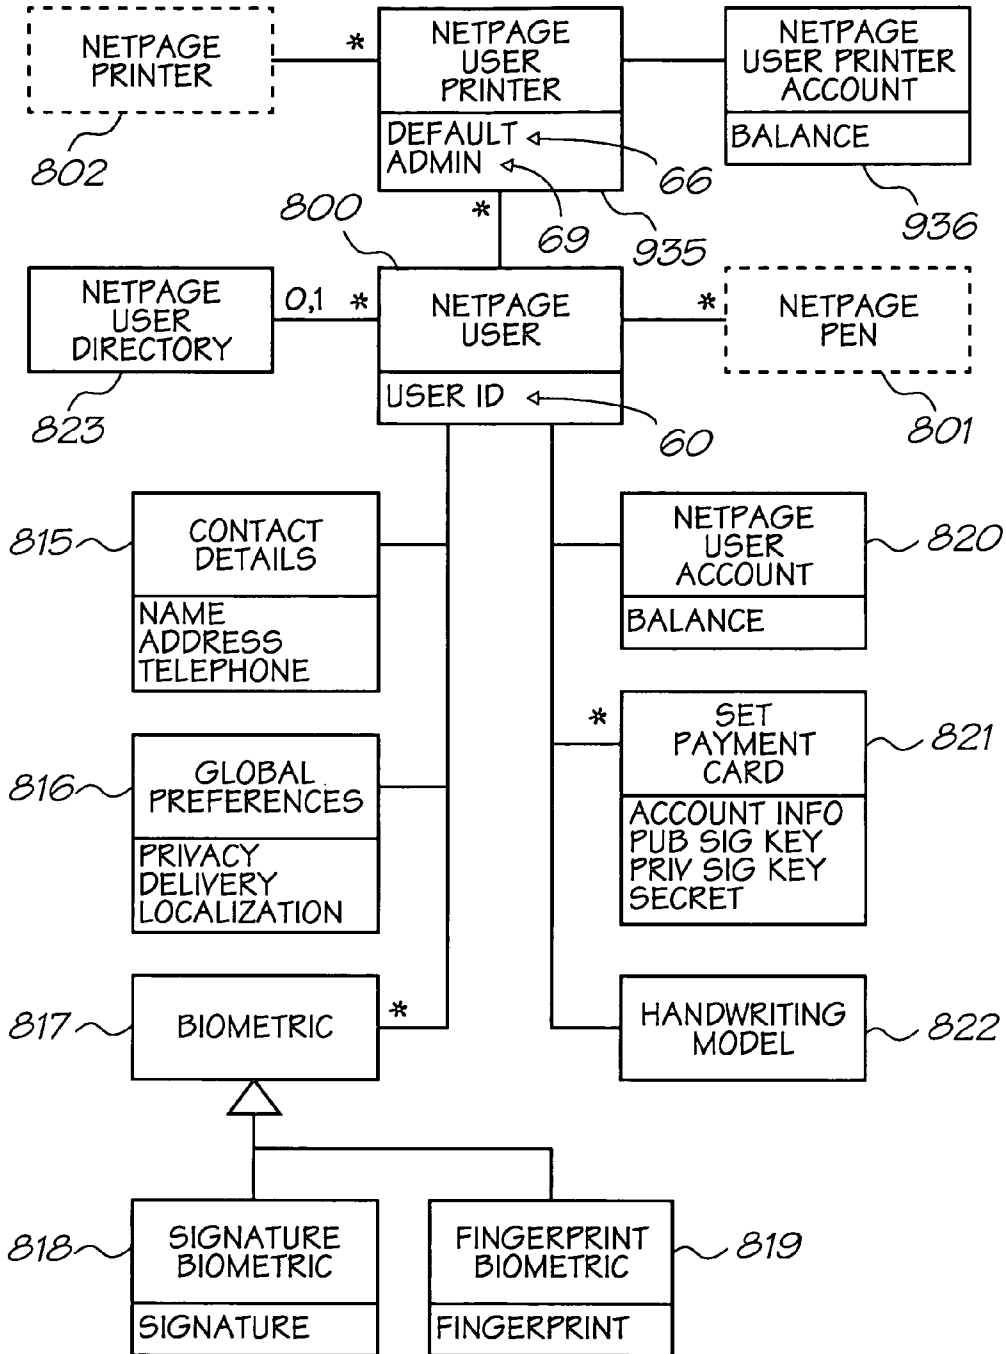 NETPAGE
PRINTER
802
*
NETPAGE
USER
PRINTER
DEFAULT
ADMIN
66
69
935
NETPAGE
USER PRINTER
ACCOUNT
BALANCE
936
*
800
NETPAGE
USER
DIRECTORY
823
0,1
*
NETPAGE
USER
USER ID
60
*
NETPAGE
PEN
801
815
CONTACT
DETAILS
NAME
ADDRESS
TELEPHONE
NETPAGE
USER
ACCOUNT
BALANCE
820
816
GLOBAL
PREFERENCES
PRIVACY
DELIVERY
LOCALIZATION
*
SET
PAYMENT
CARD
ACCOUNT INFO
PUB SIG KEY
PRIV SIG KEY
SECRET
821
817
BIOMETRIC
*
HANDWRITING
MODEL
822
818
SIGNATURE
BIOMETRIC
SIGNATURE
FINGERPRINT
BIOMETRIC
FINGERPRINT
819